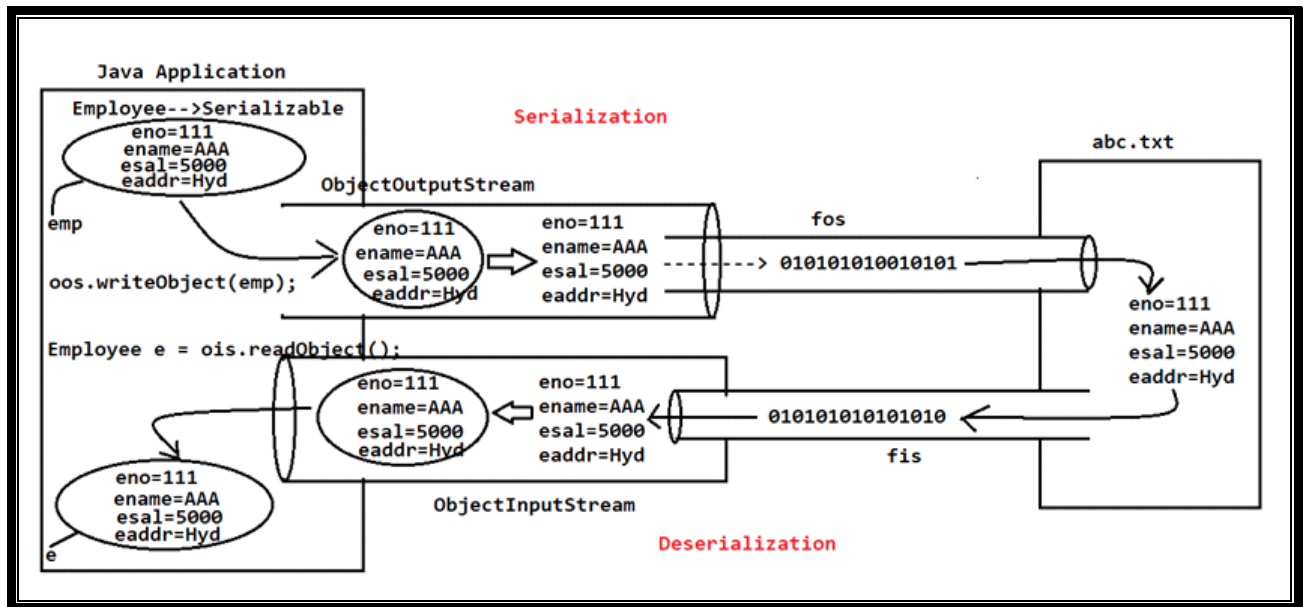 Java Application
Employee-->Serializable
eno=111
ename=AAA
esal=5000
eaddr=Hyd
emp
oos.writeObject(emp);
Serialization
ObjectOutputStream
eno=111
ename=AAA
esal=5000
eaddr=Hyd
eno=111
ename=AAA
esal=5000
eaddr=Hyd
fos
-------> 010101010010101
abc.txt
eno=111
ename=AAA
esal=5000
eaddr=Hyd
Employee e = ois.readObject();
eno=111
ename=AAA
esal=5000
eaddr=Hyd
eno=111
ename=AAA
esal=5000
eaddr=Hyd
010101010101010
fis
ObjectInputStream
Deserialization
eno=111
ename=AAA
esal=5000
eaddr=Hyd
e